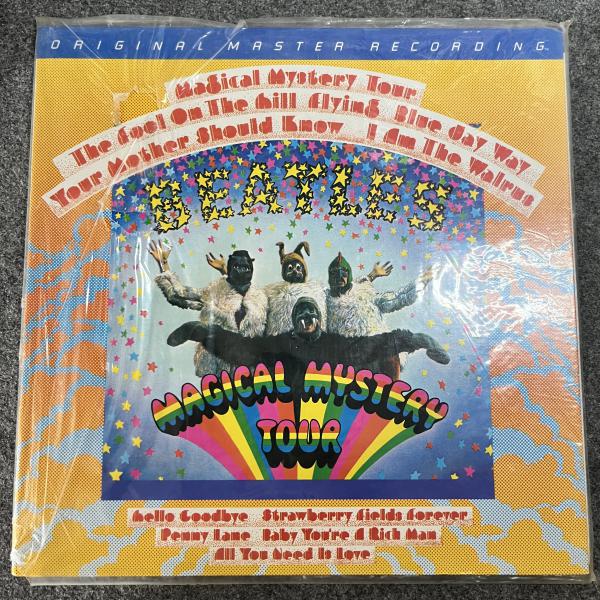 ORIGINAL MASTER RECORDING™
Magical Mystery Tour
The Fool On The Hill Flying Blue Jay Way
Your Mother Should Know I Am The Walrus
BEATLES
MAGICAL MYSTERY
TOUR
Hello Goodbye Strawberry Fields Forever
Penny Lane Baby You're A Rich Man
All You Need Is Love